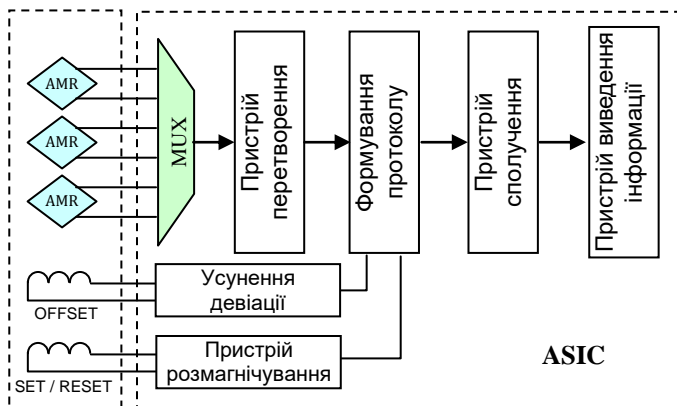 AMR
AMR
AMR
MUX
Пристрій
перетворення
Формування
протоколу
Пристрій
сполучення
Пристрій виведення
інформації
OFFSET
Усунення
девіації
SET / RESET
Пристрій
розмагнічування
ASIC